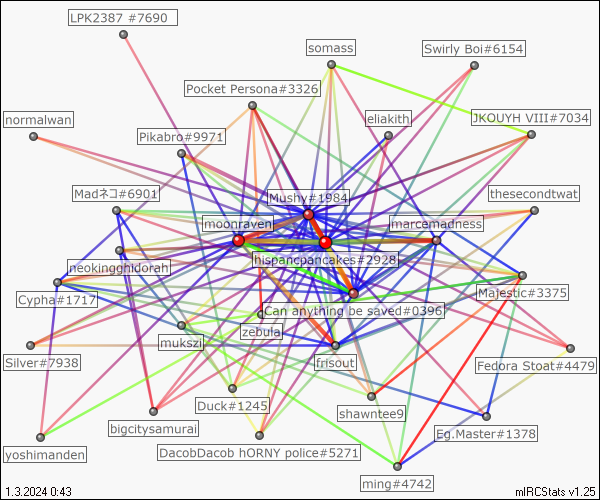 LPK2387 #7690
somass
Swirly Boi#6154
Pocket Persona#3326
normalwan
eliakith
JKOUYH VIII#7034
Pikabro#9971
Madネコ#6901
Mushy#1984
thesecondtwat
moonraven
marcemadness
hispancpancakes#2928
neokingghidorah
Cypha#1717
Majestic#3375
Can anything be saved#0396
zebula
mukszi
Silver#7938
frisout
Fedora Stoat#4479
Duck#1245
shawntee9
bigcitysamurai
Eg.Master#1378
yoshimanden
DacobDacob hORNY police#5271
ming#4742
1.3.2024 0:43
mIRCStats v1.25